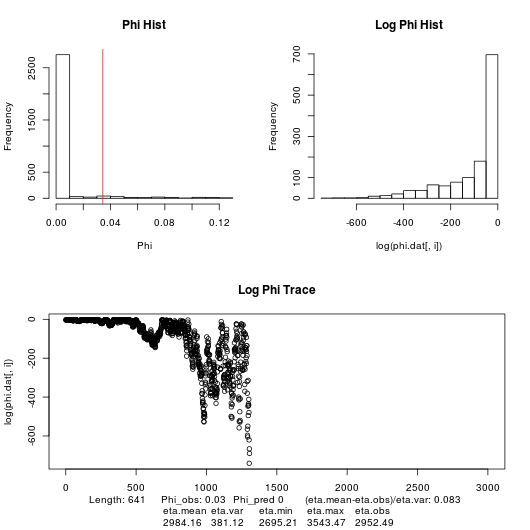 Phi Hist
Log Phi Hist
Frequency
0 500 1500 2500
0.00 0.04 0.08 0.12
Phi
Frequency
0 100 300 500 700
-600 -400 -200 0
log(phi.dat[, i])
Log Phi Trace
log(phi.dat[, i])
-600 -400 -200 0
0 500 1000 1500 2000 2500 3000
Length: 641 Phi_obs: 0.03 Phi_pred 0 (eta.mean-eta.obs)/eta.var: 0.083
eta.mean eta.var eta.min eta.max eta.obs
2984.16 381.12 2695.21 3543.47 2952.49